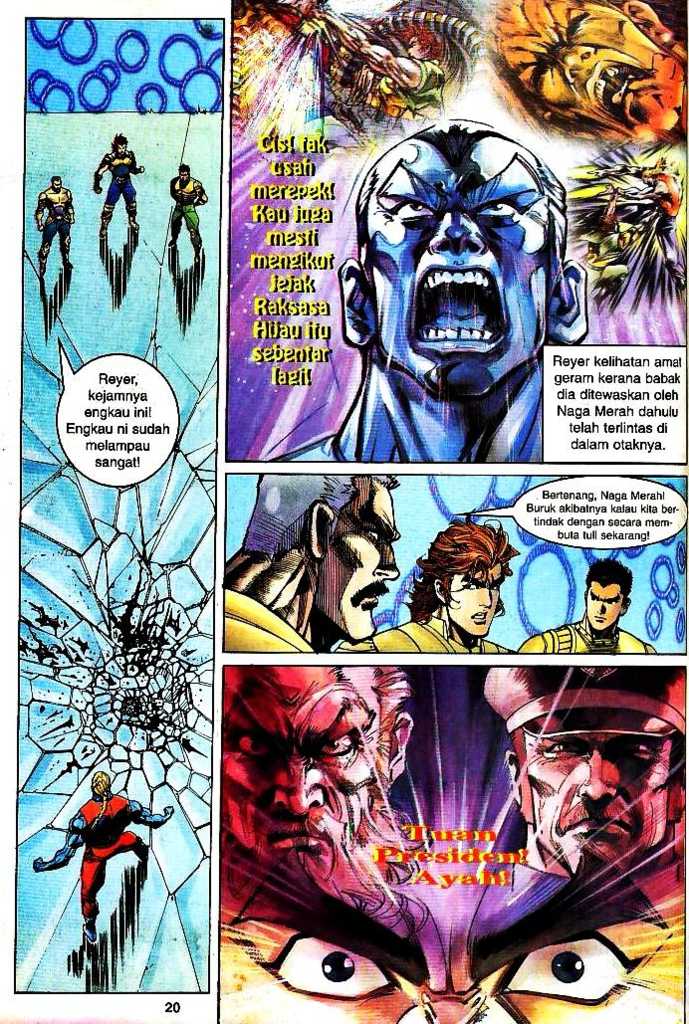 Reyer,
kejamnya
engkau ini!
Engkau ni sudah
melampau
sangat!
Cis! Tak
usah
merepek!
Kau juga
mesti
mengikut
jejak
Raksasa
Hijau itu
sebentar
lagi!
Reyer kelihatan amat
geram kerana babak
dia ditewaskan oleh
Naga Merah dahulu
telah terlintas di
dalam otaknya.
Bertenang, Naga Merah!
Buruk akibatnya kalau kita ber-
tindak dengan secara mem-
buta tuli sekarang!
Tuan
Presiden!
Ayah!
20